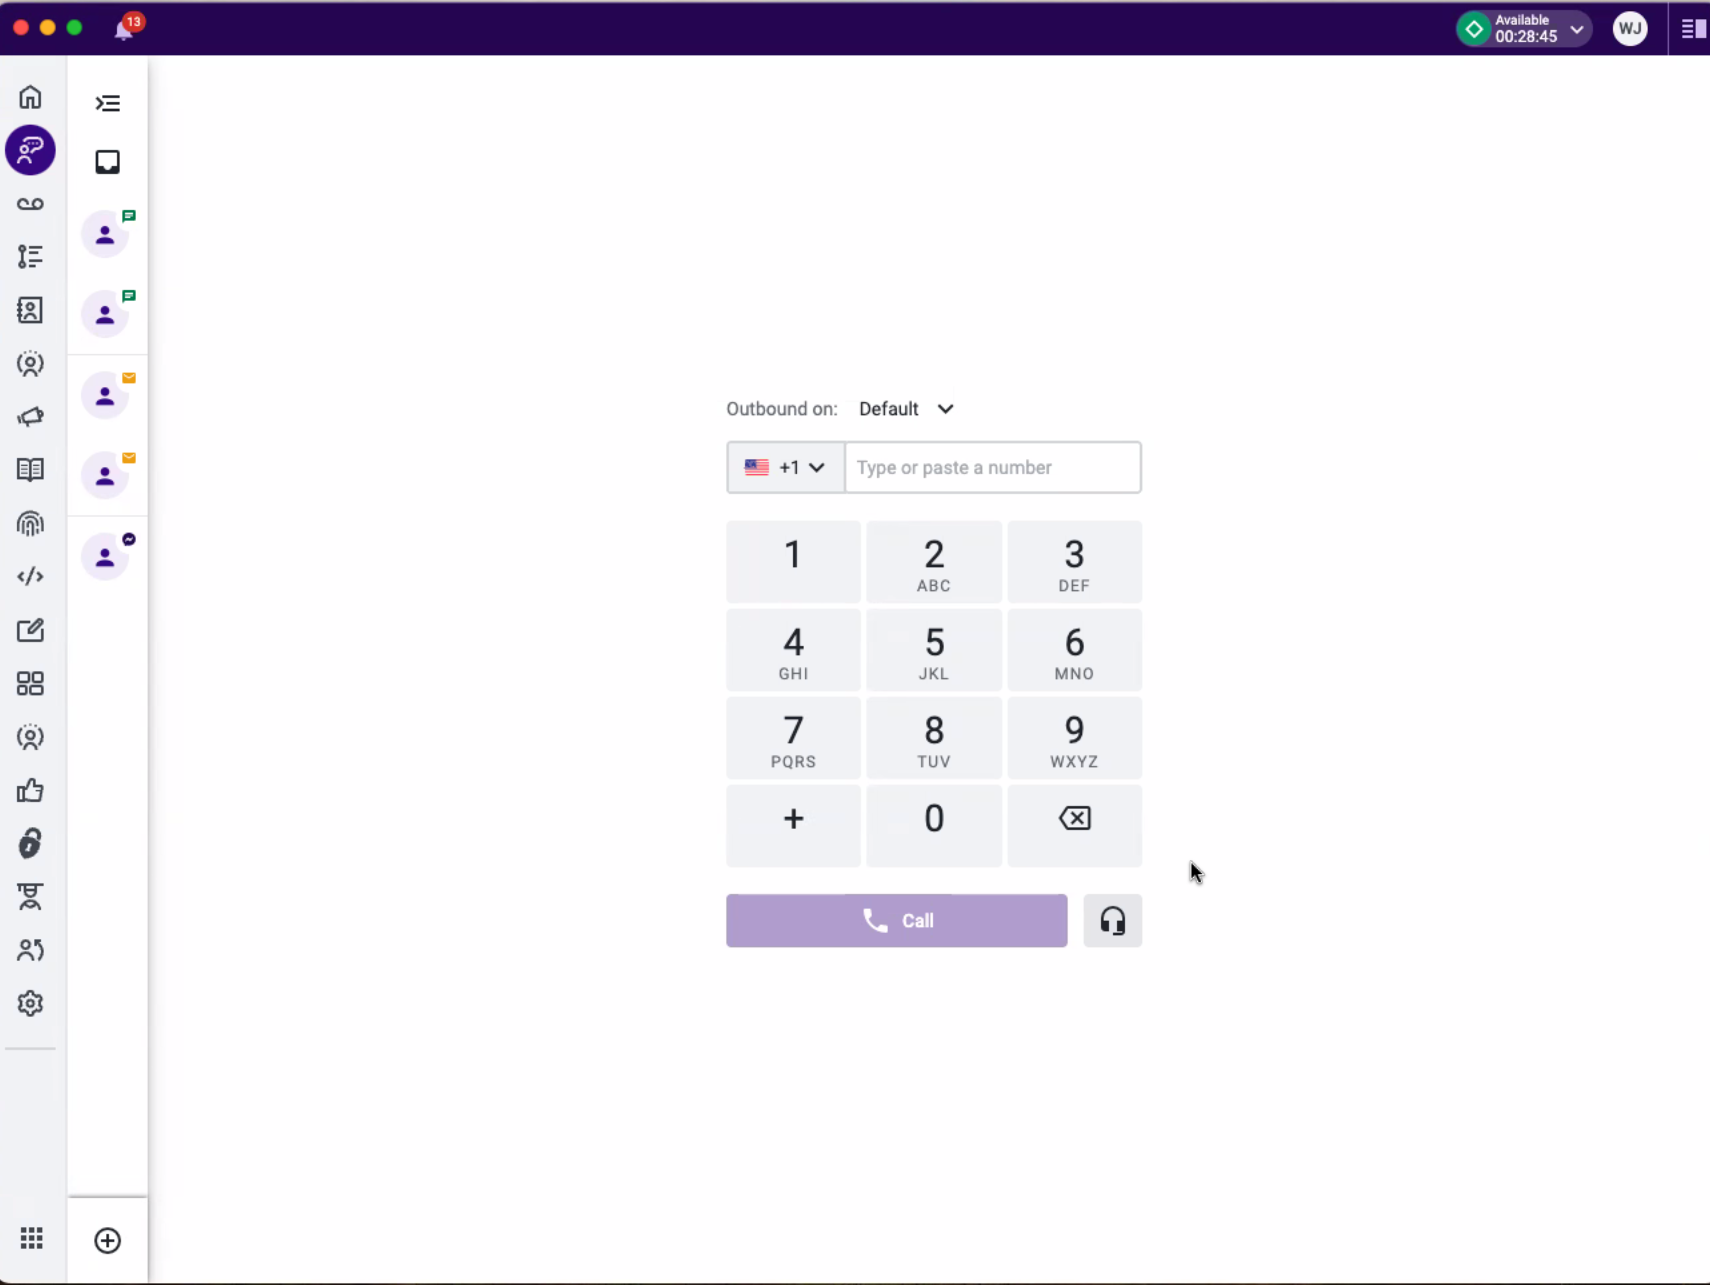 13
Available
00:28:45
WJ
Outbound on: Default
+1 Type or paste a number
1 2 3
ABC DEF
4 5 6
GHI JKL MNO
7 8 9
PQRS TUV WXYZ
+ 0
Call